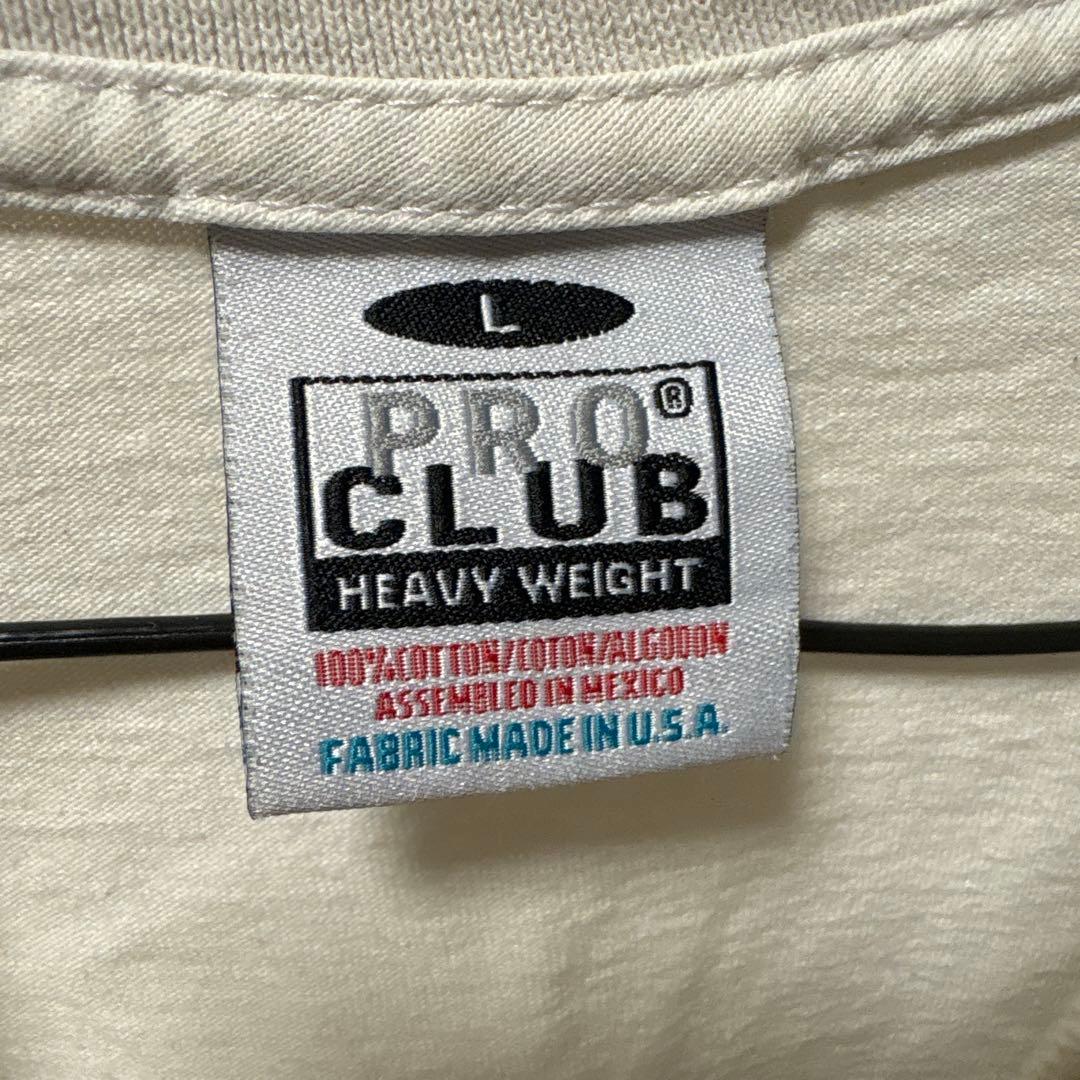 L
PRO®
CLUB
HEAVY WEIGHT
100%COTTON/COTON/ALGODON
ASSEMBLED IN MEXICO
FABRIC MADE IN U.S.A.